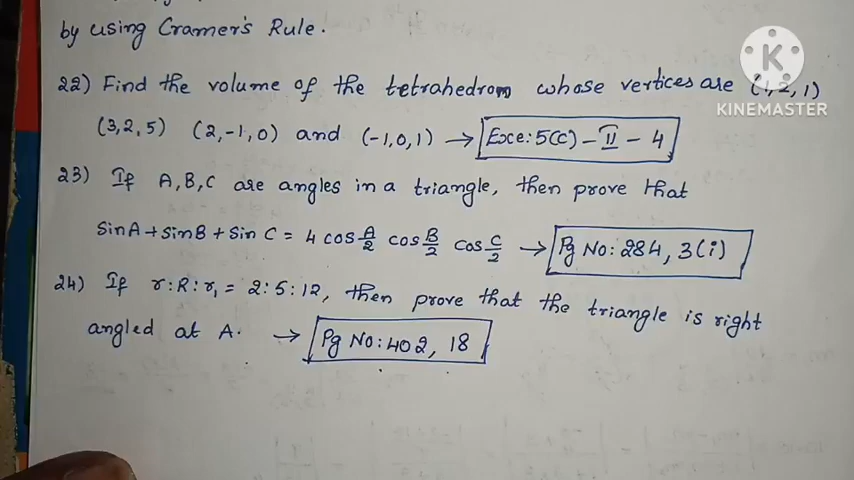 by using Cramer's Rule.
22) Find the volume of the tetrahedron whose vertices are (1,2,1)
KINEMASTER
(3,2,5) (2,-1,0) and (-1,0,1) → Exce: 5(C) - II - 4
23) If A,B,C are angles in a triangle, then prove that
sinA + sinB + sin C = 4 cos A/2 cos B/2 cos C/2 → Pg No: 284, 3(i)
24) If r:R:r₁ = 2:5:12, then prove that the triangle is right
angled at A. → Pg No: 402, 18